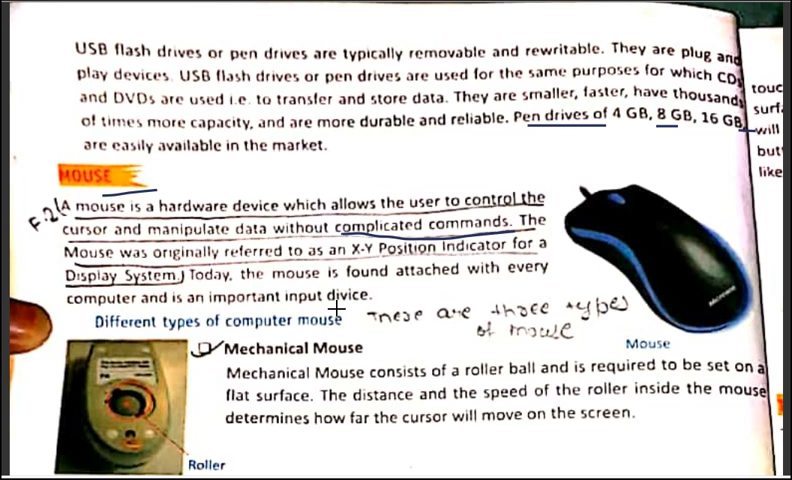 USB flash drives or pen drives are typically removable and rewritable. They are plug and
play devices. USB flash drives or pen drives are used for the same purposes for which CDs
and DVDs are used i.e. to transfer and store data. They are smaller, faster, have thousands
of times more capacity, and are more durable and reliable. Pen drives of 4 GB, 8 GB, 16 GB
are easily available in the market.
touc
surfa
will
but
like
MOUSE
A mouse is a hardware device which allows the user to control the
cursor and manipulate data without complicated commands. The
Mouse was originally referred to as an X-Y Position Indicator for a
Display System. Today, the mouse is found attached with every
computer and is an important input divice.
Different types of computer mouse
These are three types
of mouse
Mouse
Mechanical Mouse
Mechanical Mouse consists of a roller ball and is required to be set on a
flat surface. The distance and the speed of the roller inside the mouse
determines how far the cursor will move on the screen.
Roller